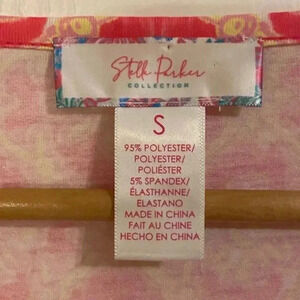 Stella Parker
COLLECTION
S
95% POLYESTER/
POLYESTER/
POLIÉSTER
5% SPANDEX/
ÉLASTHANNE/
ELASTANO
MADE IN CHINA
FAIT AU CHINE
HECHO EN CHINA